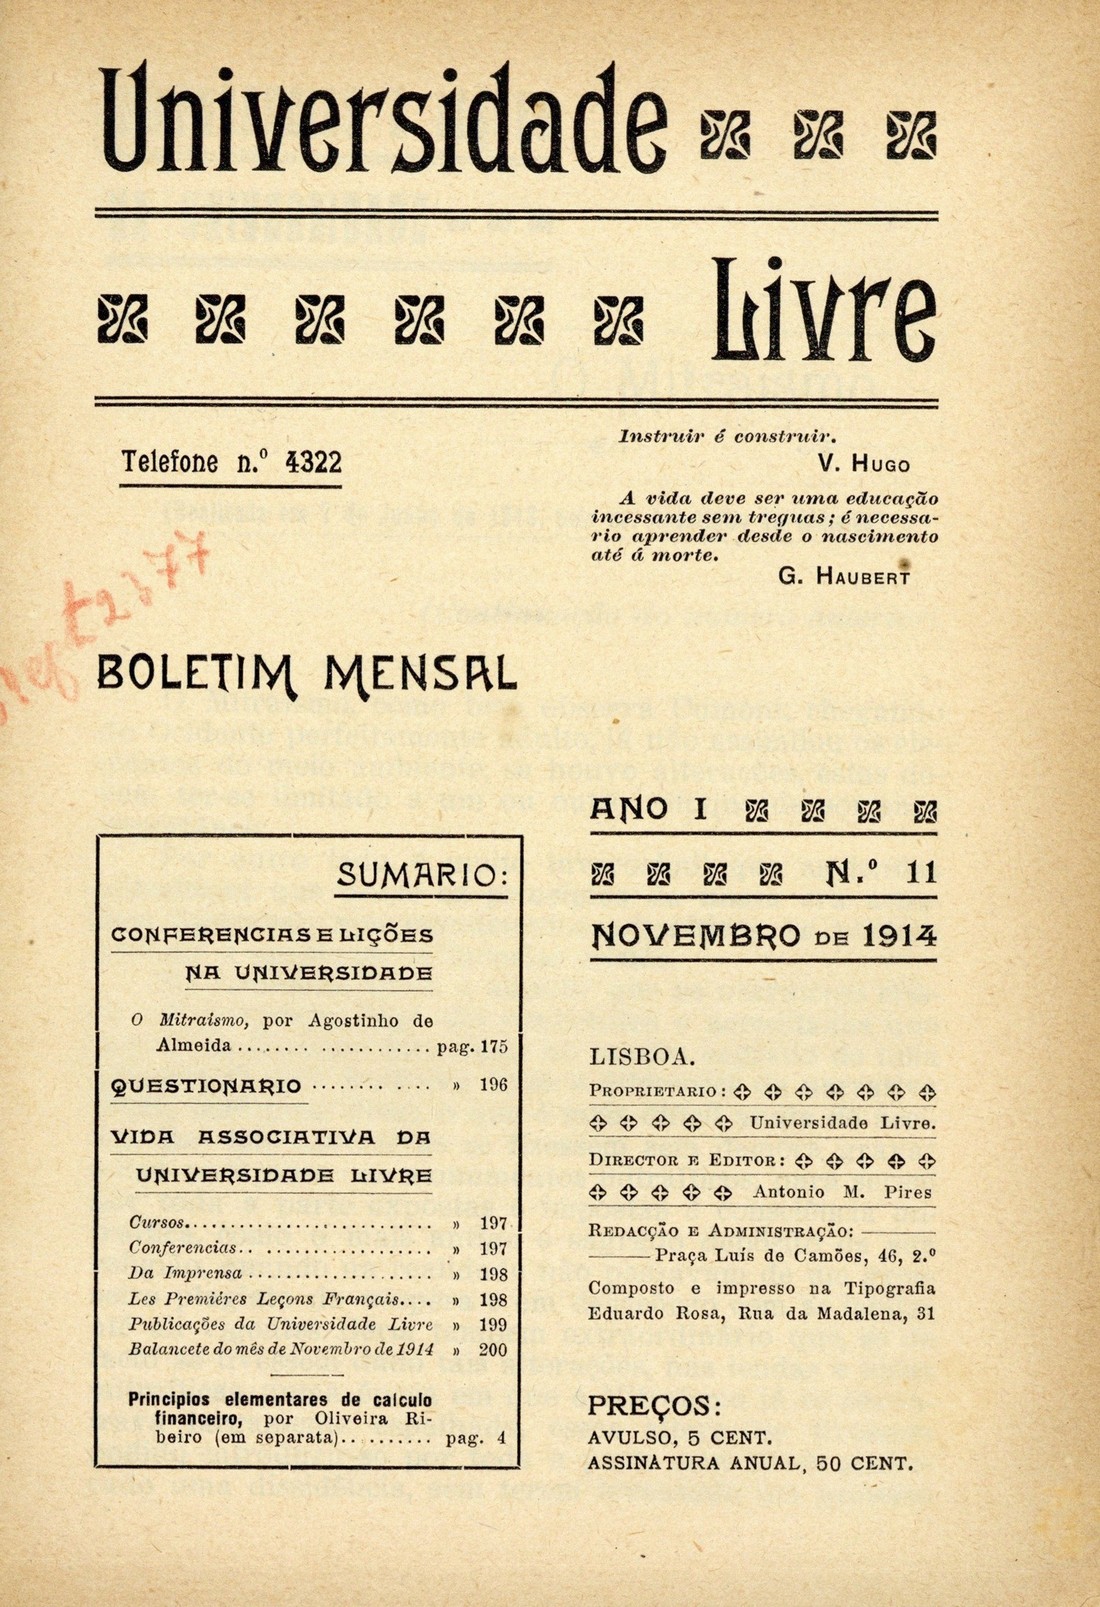 Universidade
Livre
Telefone n.º 4322
Instruir é construir.
V. Hugo
A vida deve ser uma educação
incessante sem treguas; é necessa-
rio aprender desde o nascimento
até á morte.
G. Haubert
t2377
BOLETIM MENSAL
ANO I
N.º 11
NOVEMBRO DE 1914
SUMARIO:
CONFERENCIAS E LIÇÕES
NA UNIVERSIDADE
O Mitraismo, por Agostinho de
Almeida ........ ............ pag. 175
QUESTIONARIO ........ .... » 196
VIDA ASSOCIATIVA DA
UNIVERSIDADE LIVRE
Cursos........................... » 197
Conferencias.. .................. » 197
Da Imprensa .................... » 198
Les Premiéres Leçons Français.... » 198
Publicações da Universidade Livre » 199
Balancete do mês de Novembro de 1914 » 200
Principios elementares de calculo
financeiro, por Oliveira Ri-
beiro (em separata).. ........ pag. 4
LISBOA.
Proprietario:
Universidade Livre.
Director e Editor:
Antonio M. Pires
Redacção e Administração:
Praça Luís de Camões, 46, 2.º
Composto e impresso na Tipografia
Eduardo Rosa, Rua da Madalena, 31
PREÇOS:
AVULSO, 5 CENT.
ASSINATURA ANUAL, 50 CENT.